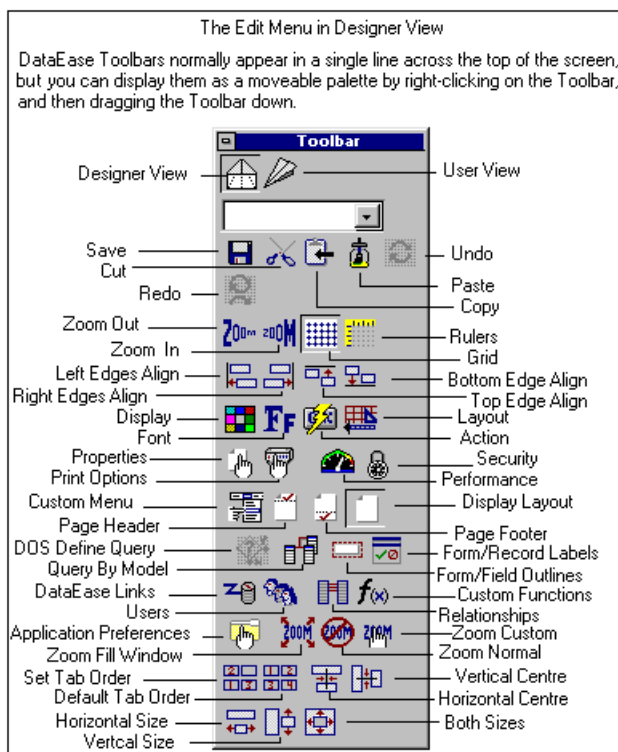 The Edit Menu in Designer View
DataEase Toolbars normally appear in a single line across the top of the screen,
but you can display them as a moveable palette by right-clicking on the Toolbar,
and then dragging the Toolbar down.
Toolbar
Designer View
User View
Save
Cut
Undo
Paste
Copy
Redo
Zoom Out
Zoom In
Rulers
Grid
Left Edges Align
Right Edges Align
Bottom Edge Align
Top Edge Align
Display
Font
Layout
Action
Properties
Print Options
Security
Performance
Custom Menu
Page Header
Display Layout
Page Footer
DOS Define Query
Query By Model
Form/Record Labels
Form/Field Outlines
DataEase Links
Users
Custom Functions
Relationships
Application Preferences
Zoom Fill Window
Zoom Custom
Zoom Normal
Set Tab Order
Default Tab Order
Vertical Centre
Horizontal Centre
Horizontal Size
Vertcal Size
Both Sizes